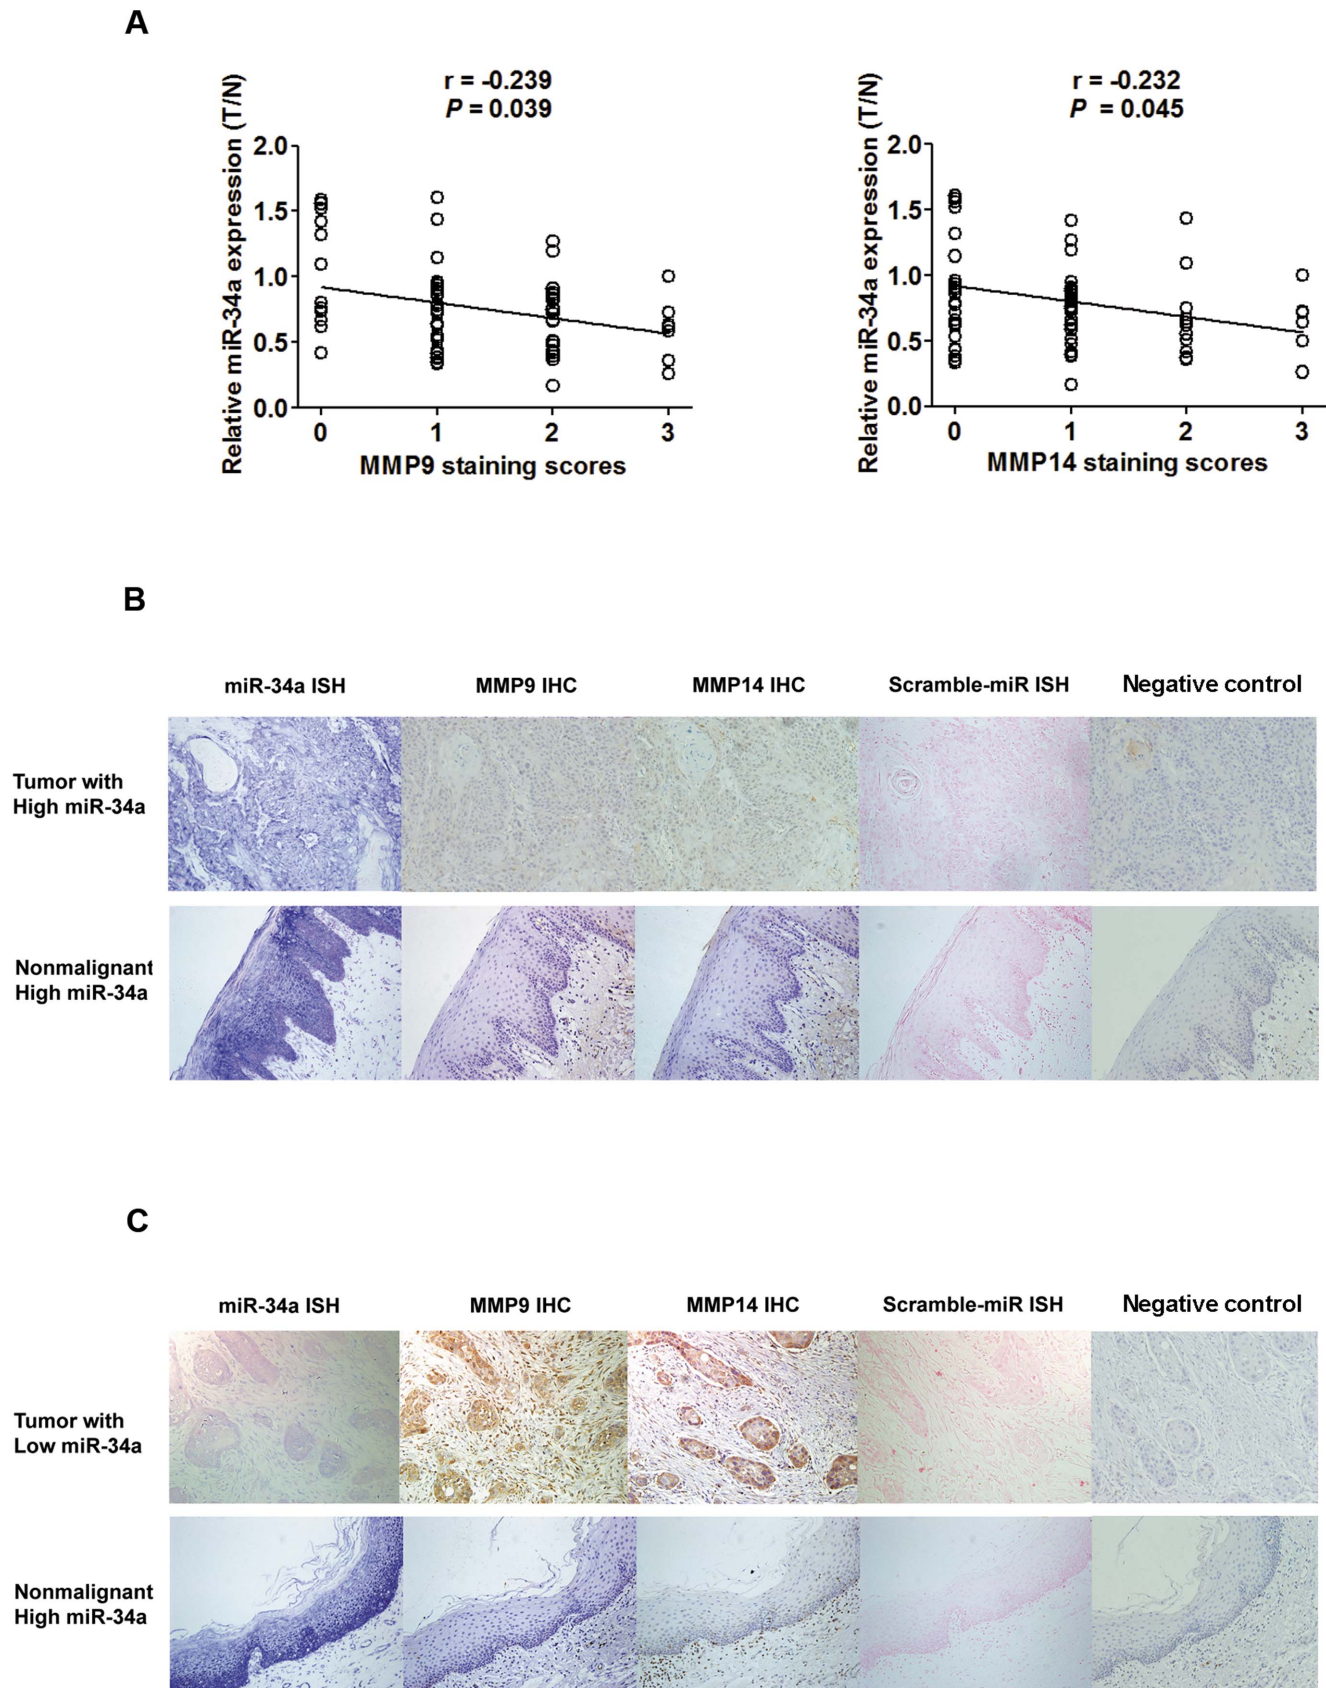 A
r = -0.239
P = 0.039
Relative miR-34a expression (T/N)
2.0
1.5
1.0
0.5
0.0
0 1 2 3
MMP9 staining scores
r = -0.232
P = 0.045
Relative miR-34a expression (T/N)
2.0
1.5
1.0
0.5
0.0
0 1 2 3
MMP14 staining scores
B
miR-34a ISH MMP9 IHC MMP14 IHC Scramble-miR ISH Negative control
Tumor with
High miR-34a
Nonmalignant
High miR-34a
C
miR-34a ISH MMP9 IHC MMP14 IHC Scramble-miR ISH Negative control
Tumor with
Low miR-34a
Nonmalignant
High miR-34a